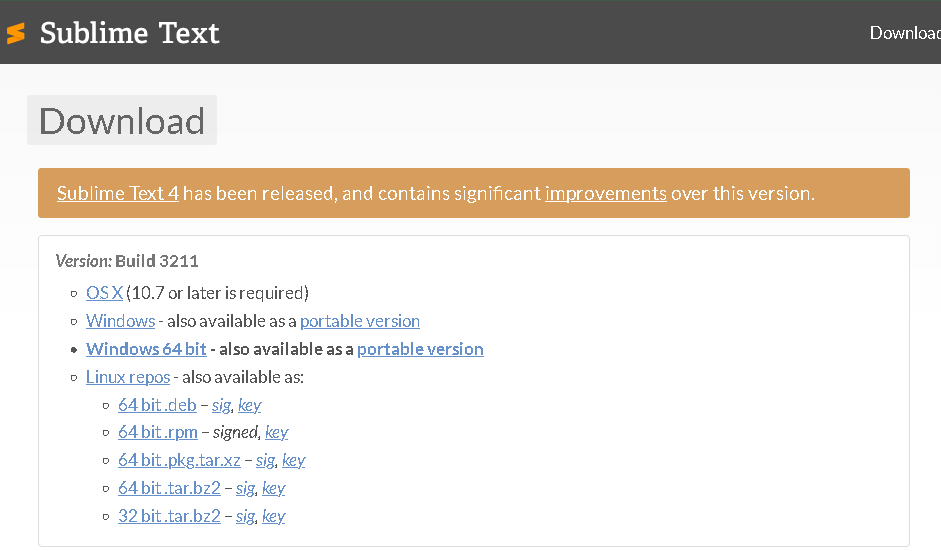 Sublime Text
Download
Sublime Text 4 has been released, and contains significant improvements over this version.
Version: Build 3211
OS X (10.7 or later is required)
Windows - also available as a portable version
Windows 64 bit - also available as a portable version
Linux repos - also available as:
64 bit .deb – sig, key
64 bit .rpm – signed, key
64 bit .pkg.tar.xz – sig, key
64 bit .tar.bz2 – sig, key
32 bit .tar.bz2 – sig, key